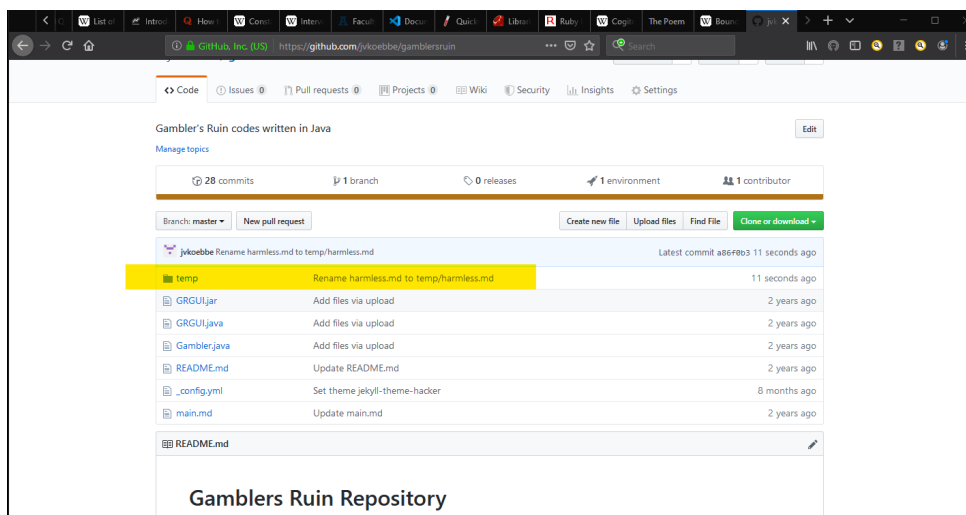 List of
Introd
How t
Const
Interv
Facult
Docu
Quick
Librar
Ruby
Cogit
The Poem
Boun
jvk
GitHub, Inc. (US) https://github.com/jvkoebbe/gamblersruin Search
Code Issues 0 Pull requests 0 Projects 0 Wiki Security Insights Settings
Gambler's Ruin codes written in Java Edit
Manage topics
28 commits 1 branch 0 releases 1 environment 1 contributor
Branch: master New pull request Create new file Upload files Find File Clone or download
jvkoebbe Rename harmless.md to temp/harmless.md Latest commit a86f0b3 11 seconds ago
temp Rename harmless.md to temp/harmless.md 11 seconds ago
GRGUI.jar Add files via upload 2 years ago
GRGUI.java Add files via upload 2 years ago
Gambler.java Add files via upload 2 years ago
README.md Update README.md 2 years ago
_config.yml Set theme jekyll-theme-hacker 8 months ago
main.md Update main.md 2 years ago
README.md
Gamblers Ruin Repository